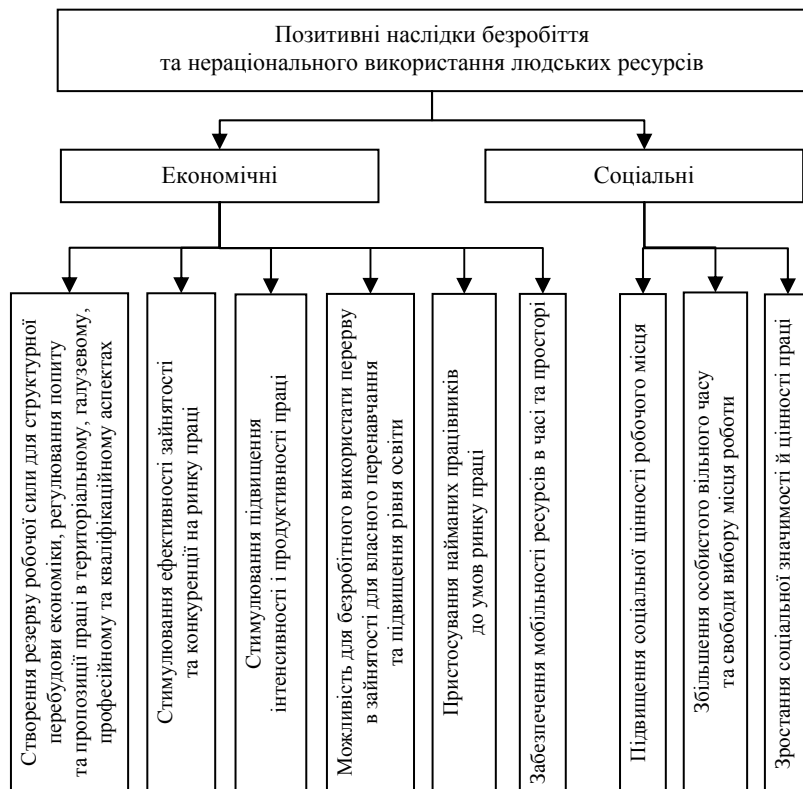 Позитивні наслідки безробіття
та нераціонального використання людських ресурсів
Економічні
Соціальні
Створення резерву робочої сили для структурної
перебудови економіки, регулювання попиту
та пропозиції праці в територіальному, галузевому,
професійному та кваліфікаційному аспектах
Стимулювання ефективності зайнятості
та конкуренції на ринку праці
Стимулювання підвищення
інтенсивності і продуктивності праці
Можливість для безробітного використати перерву
в зайнятості для власного перенавчання
та підвищення рівня освіти
Пристосування найманих працівників
до умов ринку праці
Забезпечення мобільності ресурсів в часі та просторі
Підвищення соціальної цінності робочого місця
Збільшення особистого вільного часу
та свободи вибору місця роботи
Зростання соціальної значимості й цінності праці